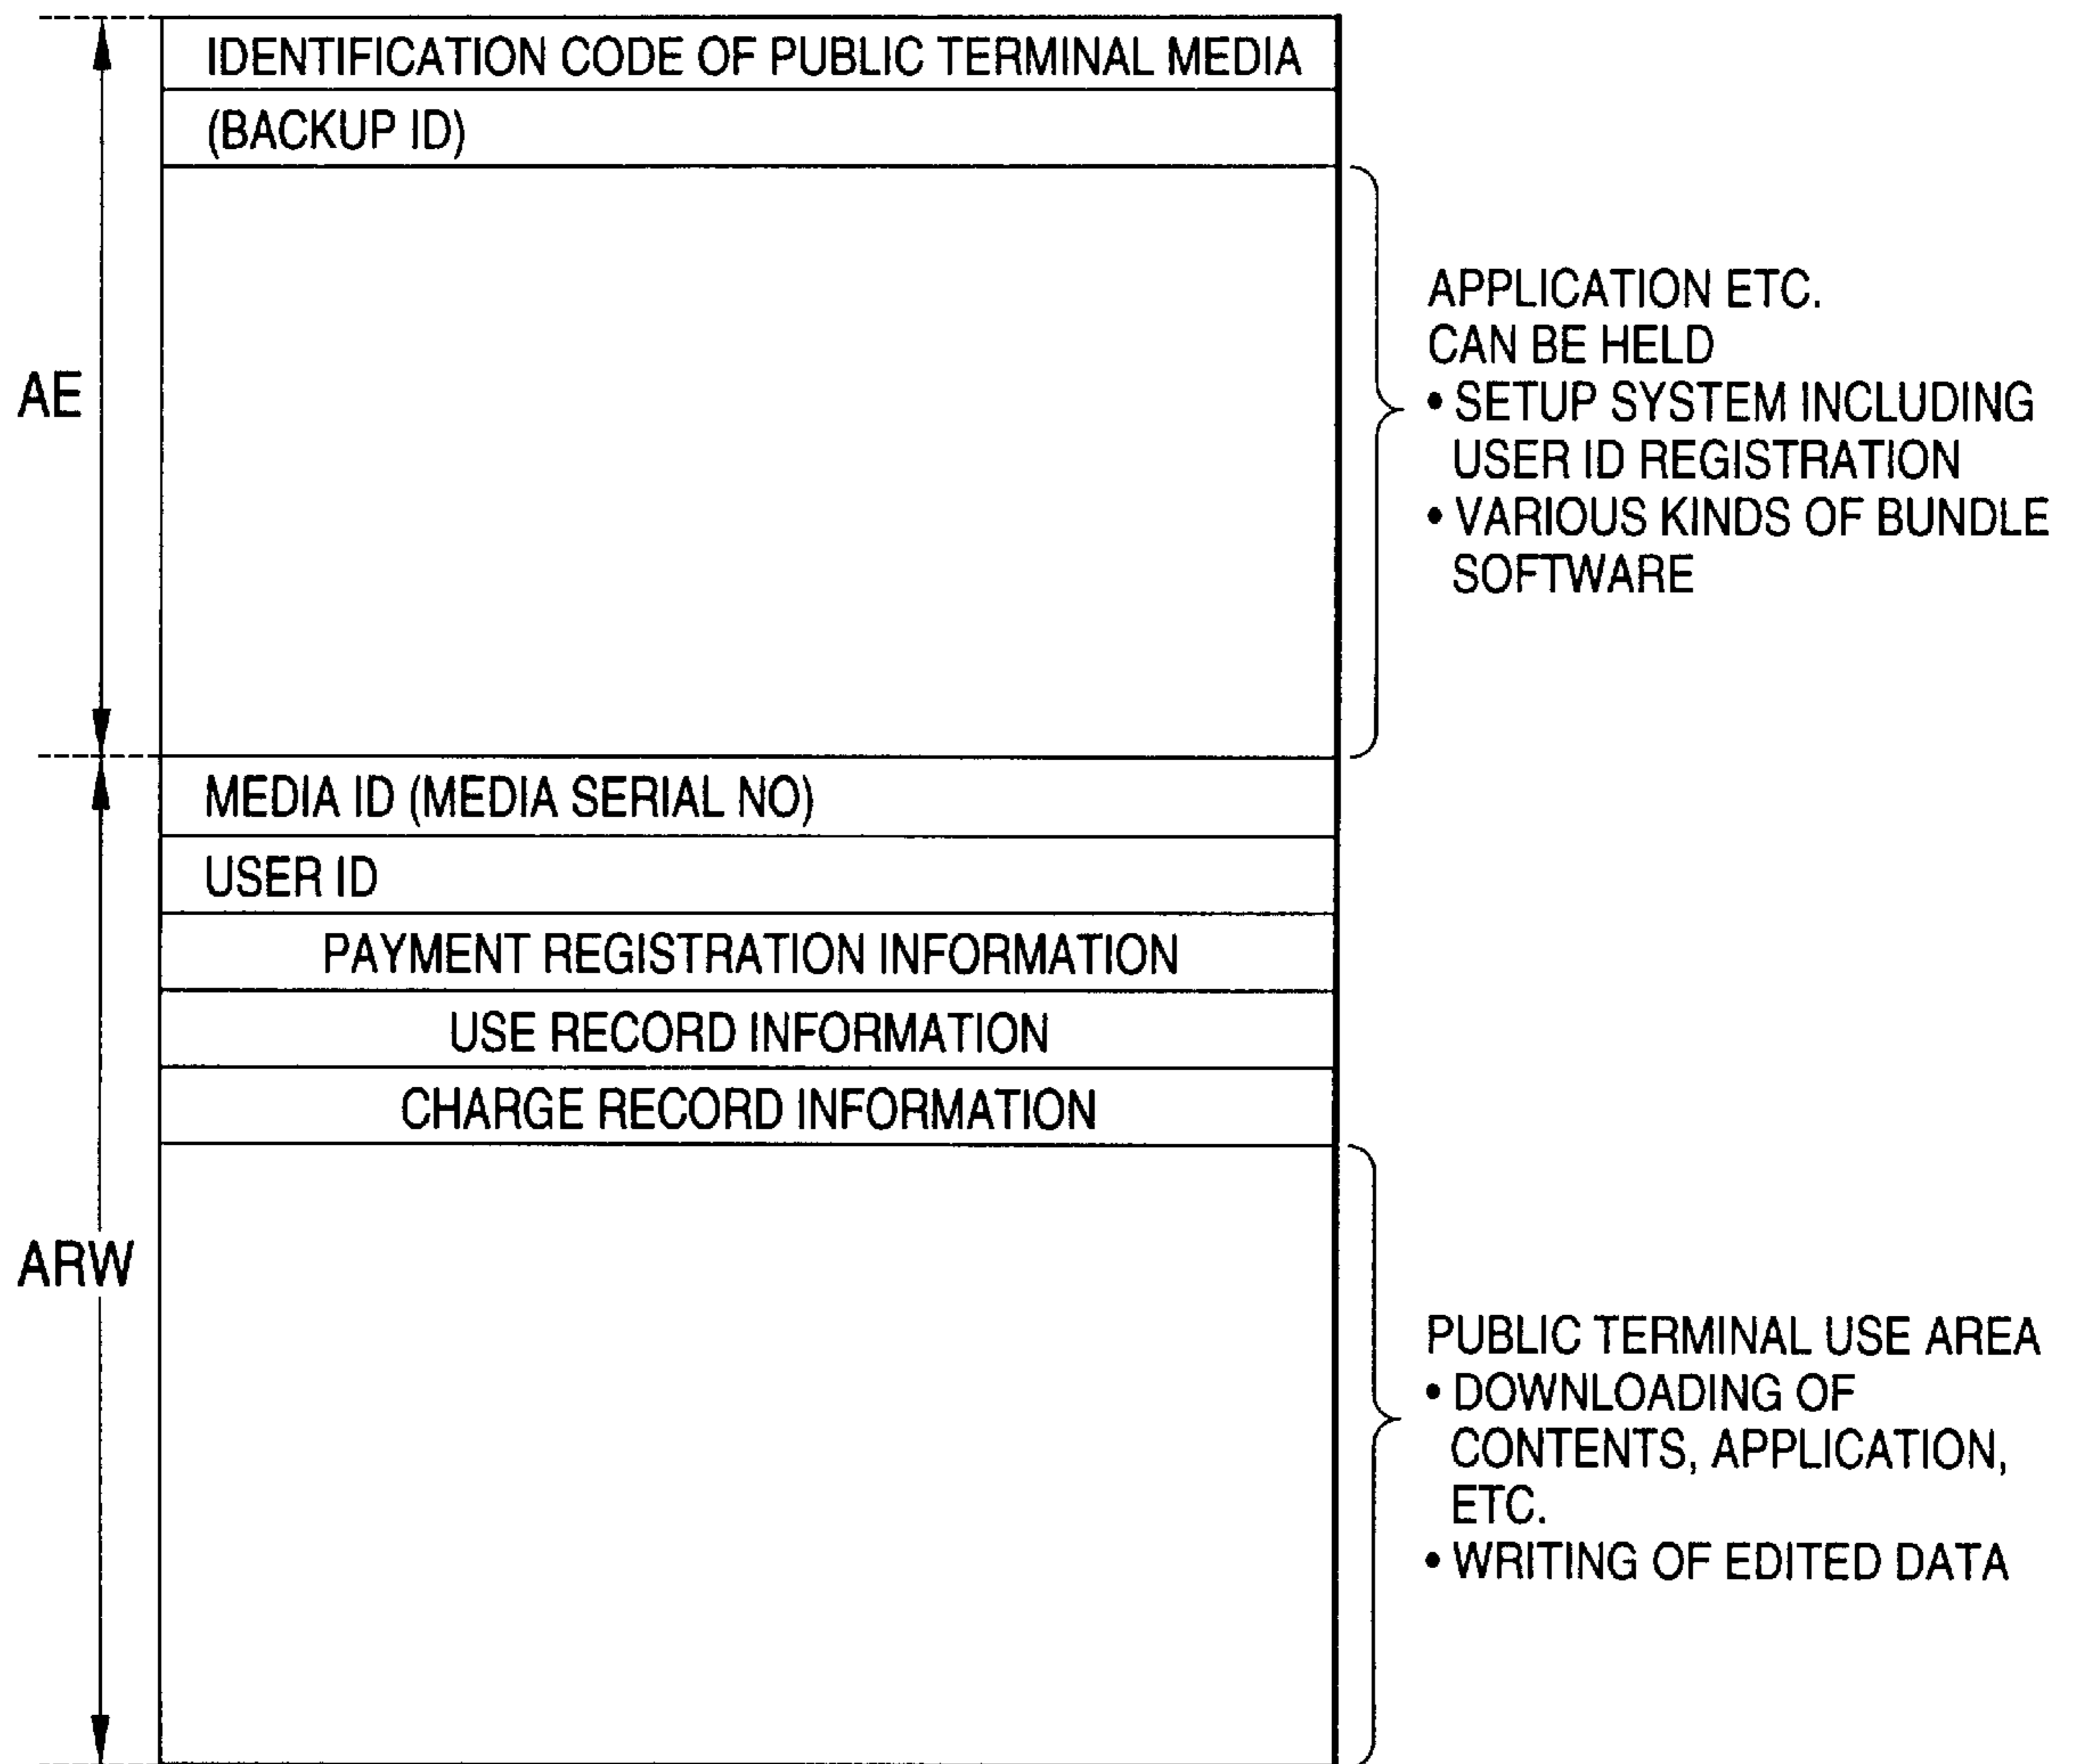 IDENTIFICATION CODE OF PUBLIC TERMINAL MEDIA
(BACKUP ID)
AE
APPLICATION ETC.
CAN BE HELD
• SETUP SYSTEM INCLUDING
USER ID REGISTRATION
• VARIOUS KINDS OF BUNDLE
SOFTWARE
MEDIA ID (MEDIA SERIAL NO)
USER ID
PAYMENT REGISTRATION INFORMATION
USE RECORD INFORMATION
CHARGE RECORD INFORMATION
ARW
PUBLIC TERMINAL USE AREA
• DOWNLOADING OF
CONTENTS, APPLICATION,
ETC.
• WRITING OF EDITED DATA